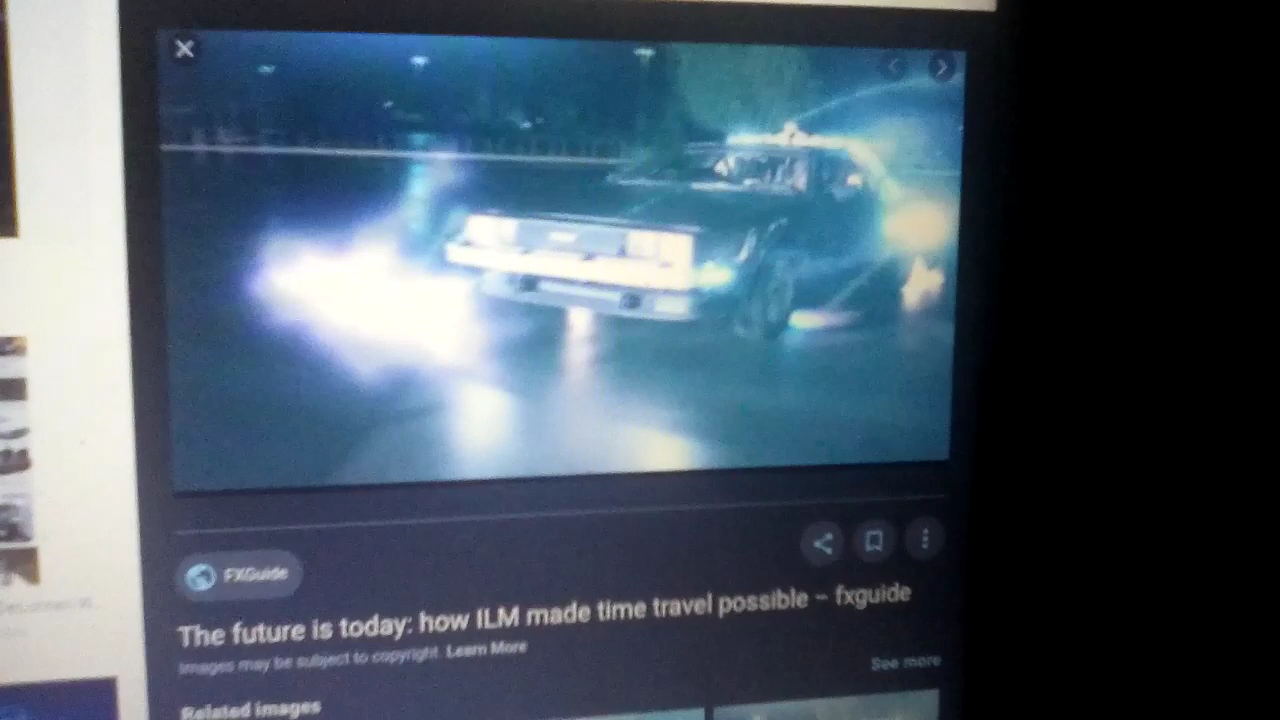 FXGuide
The future is today: how ILM made time travel possible – fxguide
Images may be subject to copyright. Learn More
See more
Related images